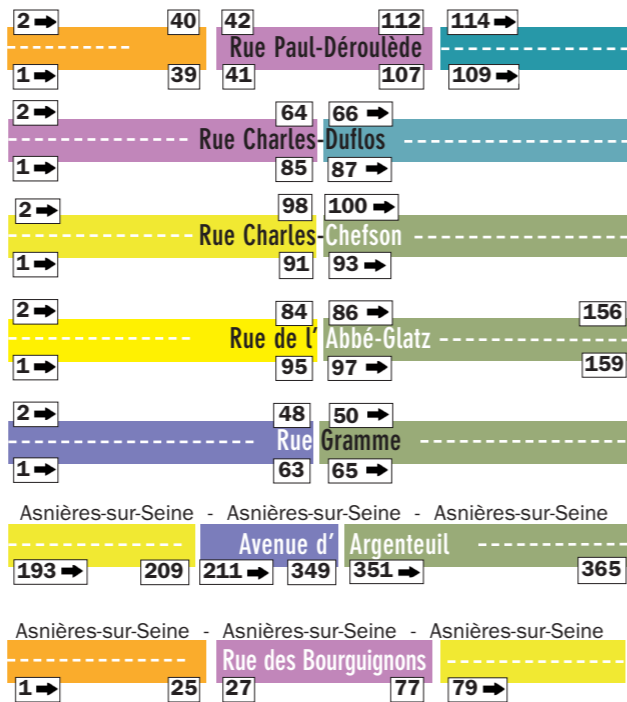 2 ➡ 40 42 112 114 ➡
Rue Paul-Déroulède
1 ➡ 39 41 107 109 ➡
2 ➡ 64 66 ➡
Rue Charles-Duflos
1 ➡ 85 87 ➡
2 ➡ 98 100 ➡
Rue Charles-Chefson
1 ➡ 91 93 ➡
2 ➡ 84 86 ➡ 156
Rue de l' Abbé-Glatz
1 ➡ 95 97 ➡ 159
2 ➡ 48 50 ➡
Rue Gramme
1 ➡ 63 65 ➡
Asnières-sur-Seine - Asnières-sur-Seine - Asnières-sur-Seine
Avenue d' Argenteuil
193 ➡ 209 211 ➡ 349 351 ➡ 365
Asnières-sur-Seine - Asnières-sur-Seine - Asnières-sur-Seine
Rue des Bourguignons
1 ➡ 25 27 77 79 ➡